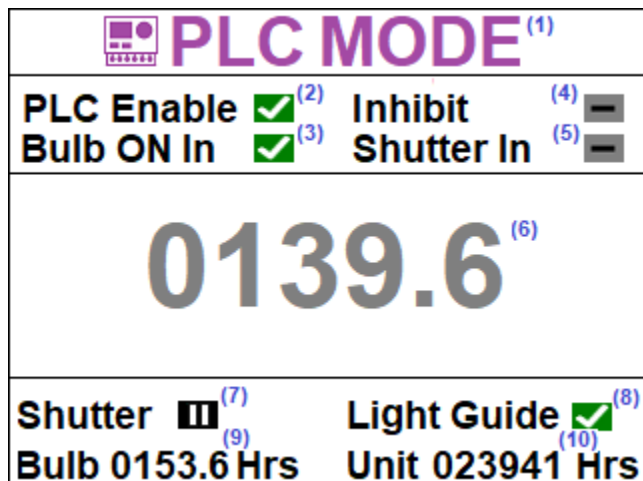 PLC MODE (1)
PLC Enable (2) Inhibit (4)
Bulb ON In (3) Shutter In (5)
0139.6 (6)
Shutter (7) Light Guide (8)
Bulb 0153.6 Hrs (9) Unit 023941 Hrs (10)